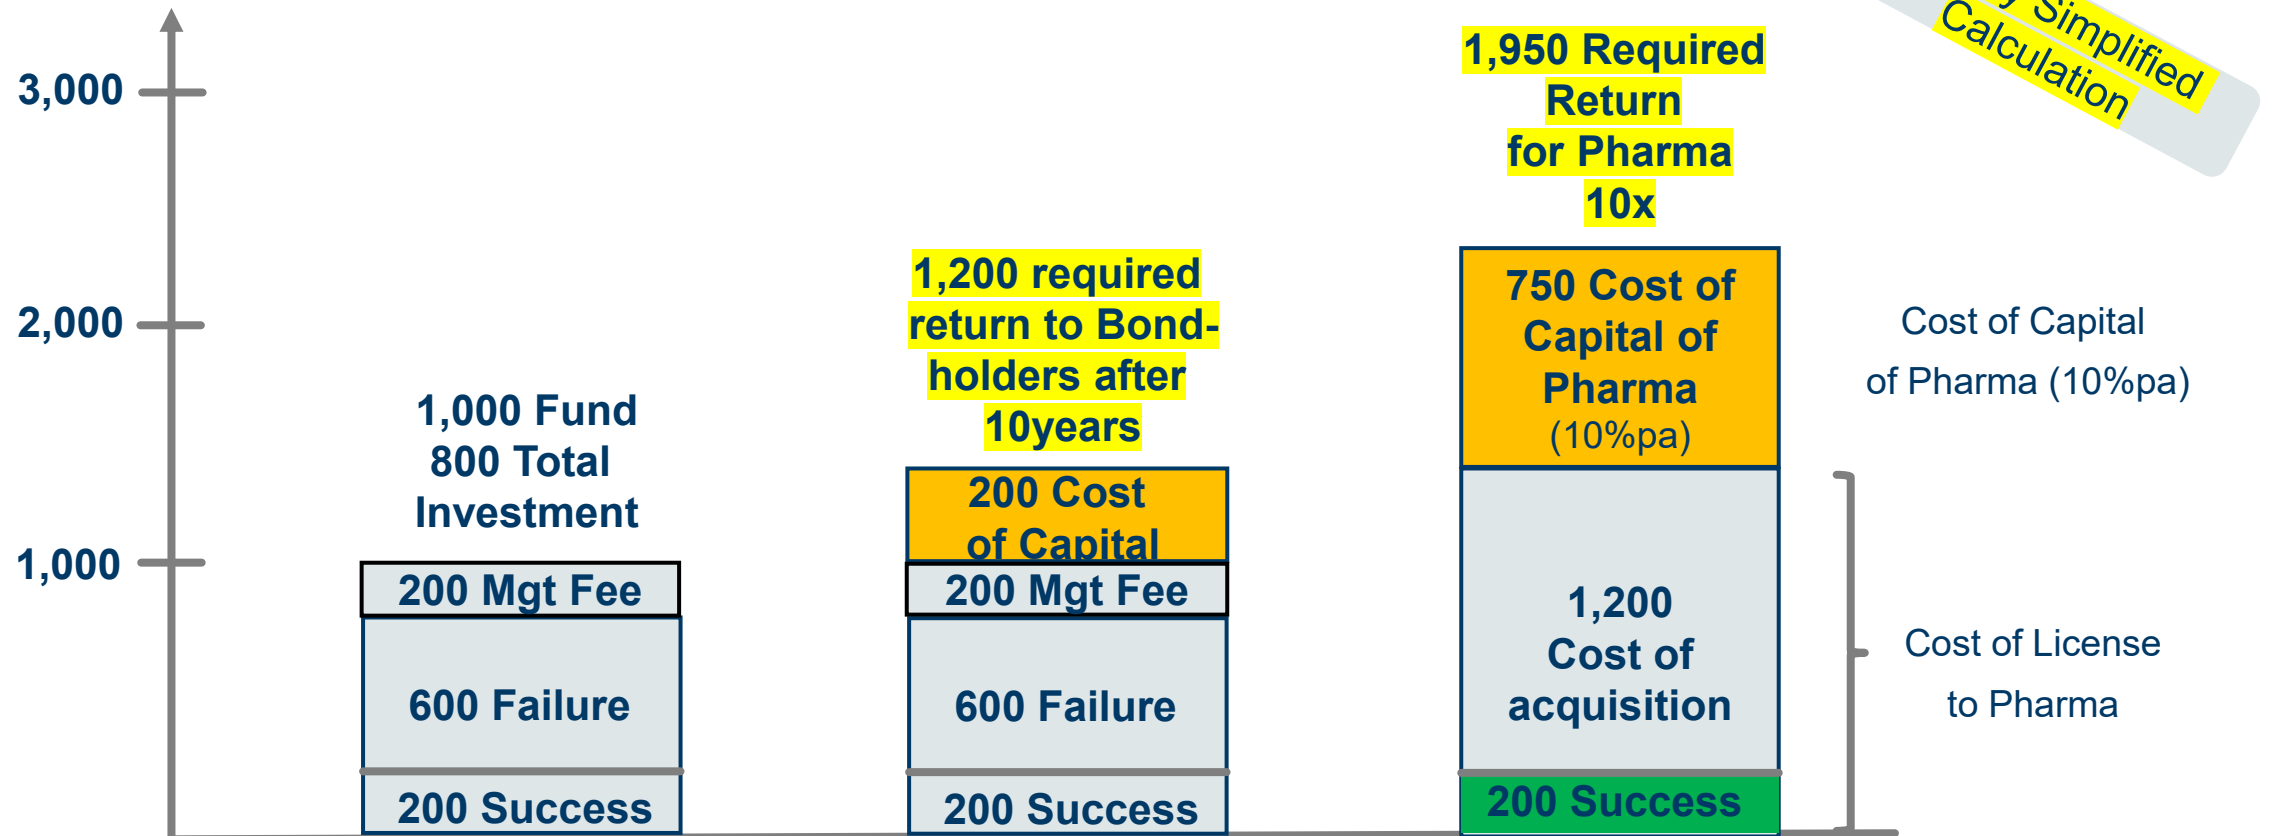 Simplified
Calculation
3,000
2,000
1,000
1,000 Fund
800 Total
Investment
200 Mgt Fee
600 Failure
200 Success
1,200 required
return to Bond-
holders after
10years
200 Cost
of Capital
200 Mgt Fee
600 Failure
200 Success
1,950 Required
Return
for Pharma
10x
750 Cost of
Capital of
Pharma
(10%pa)
1,200
Cost of
acquisition
200 Success
Cost of Capital
of Pharma (10%pa)
Cost of License
to Pharma